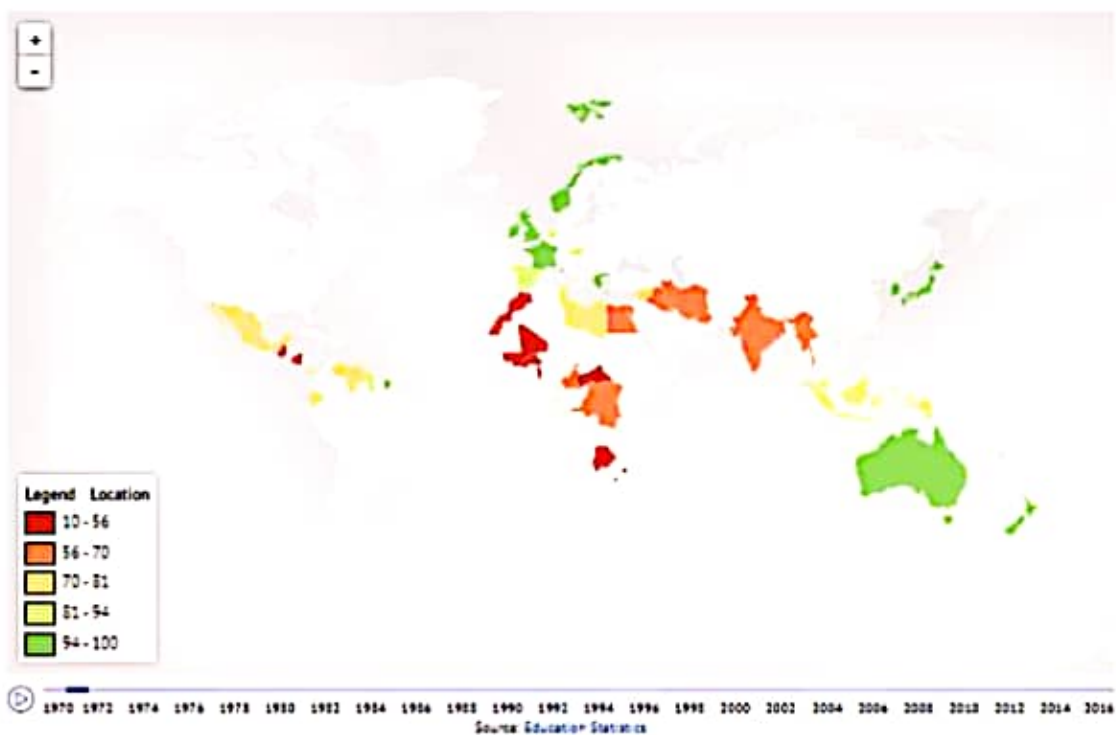 +
-
Legend Location
10 - 56
56 - 70
70 - 81
81 - 94
94 - 100
1970 1972 1974 1976 1978 1980 1982 1984 1986 1988 1990 1992 1994 1996 1998 2000 2002 2004 2006 2008 2010 2012 2014 2016
Source: Education Statistics